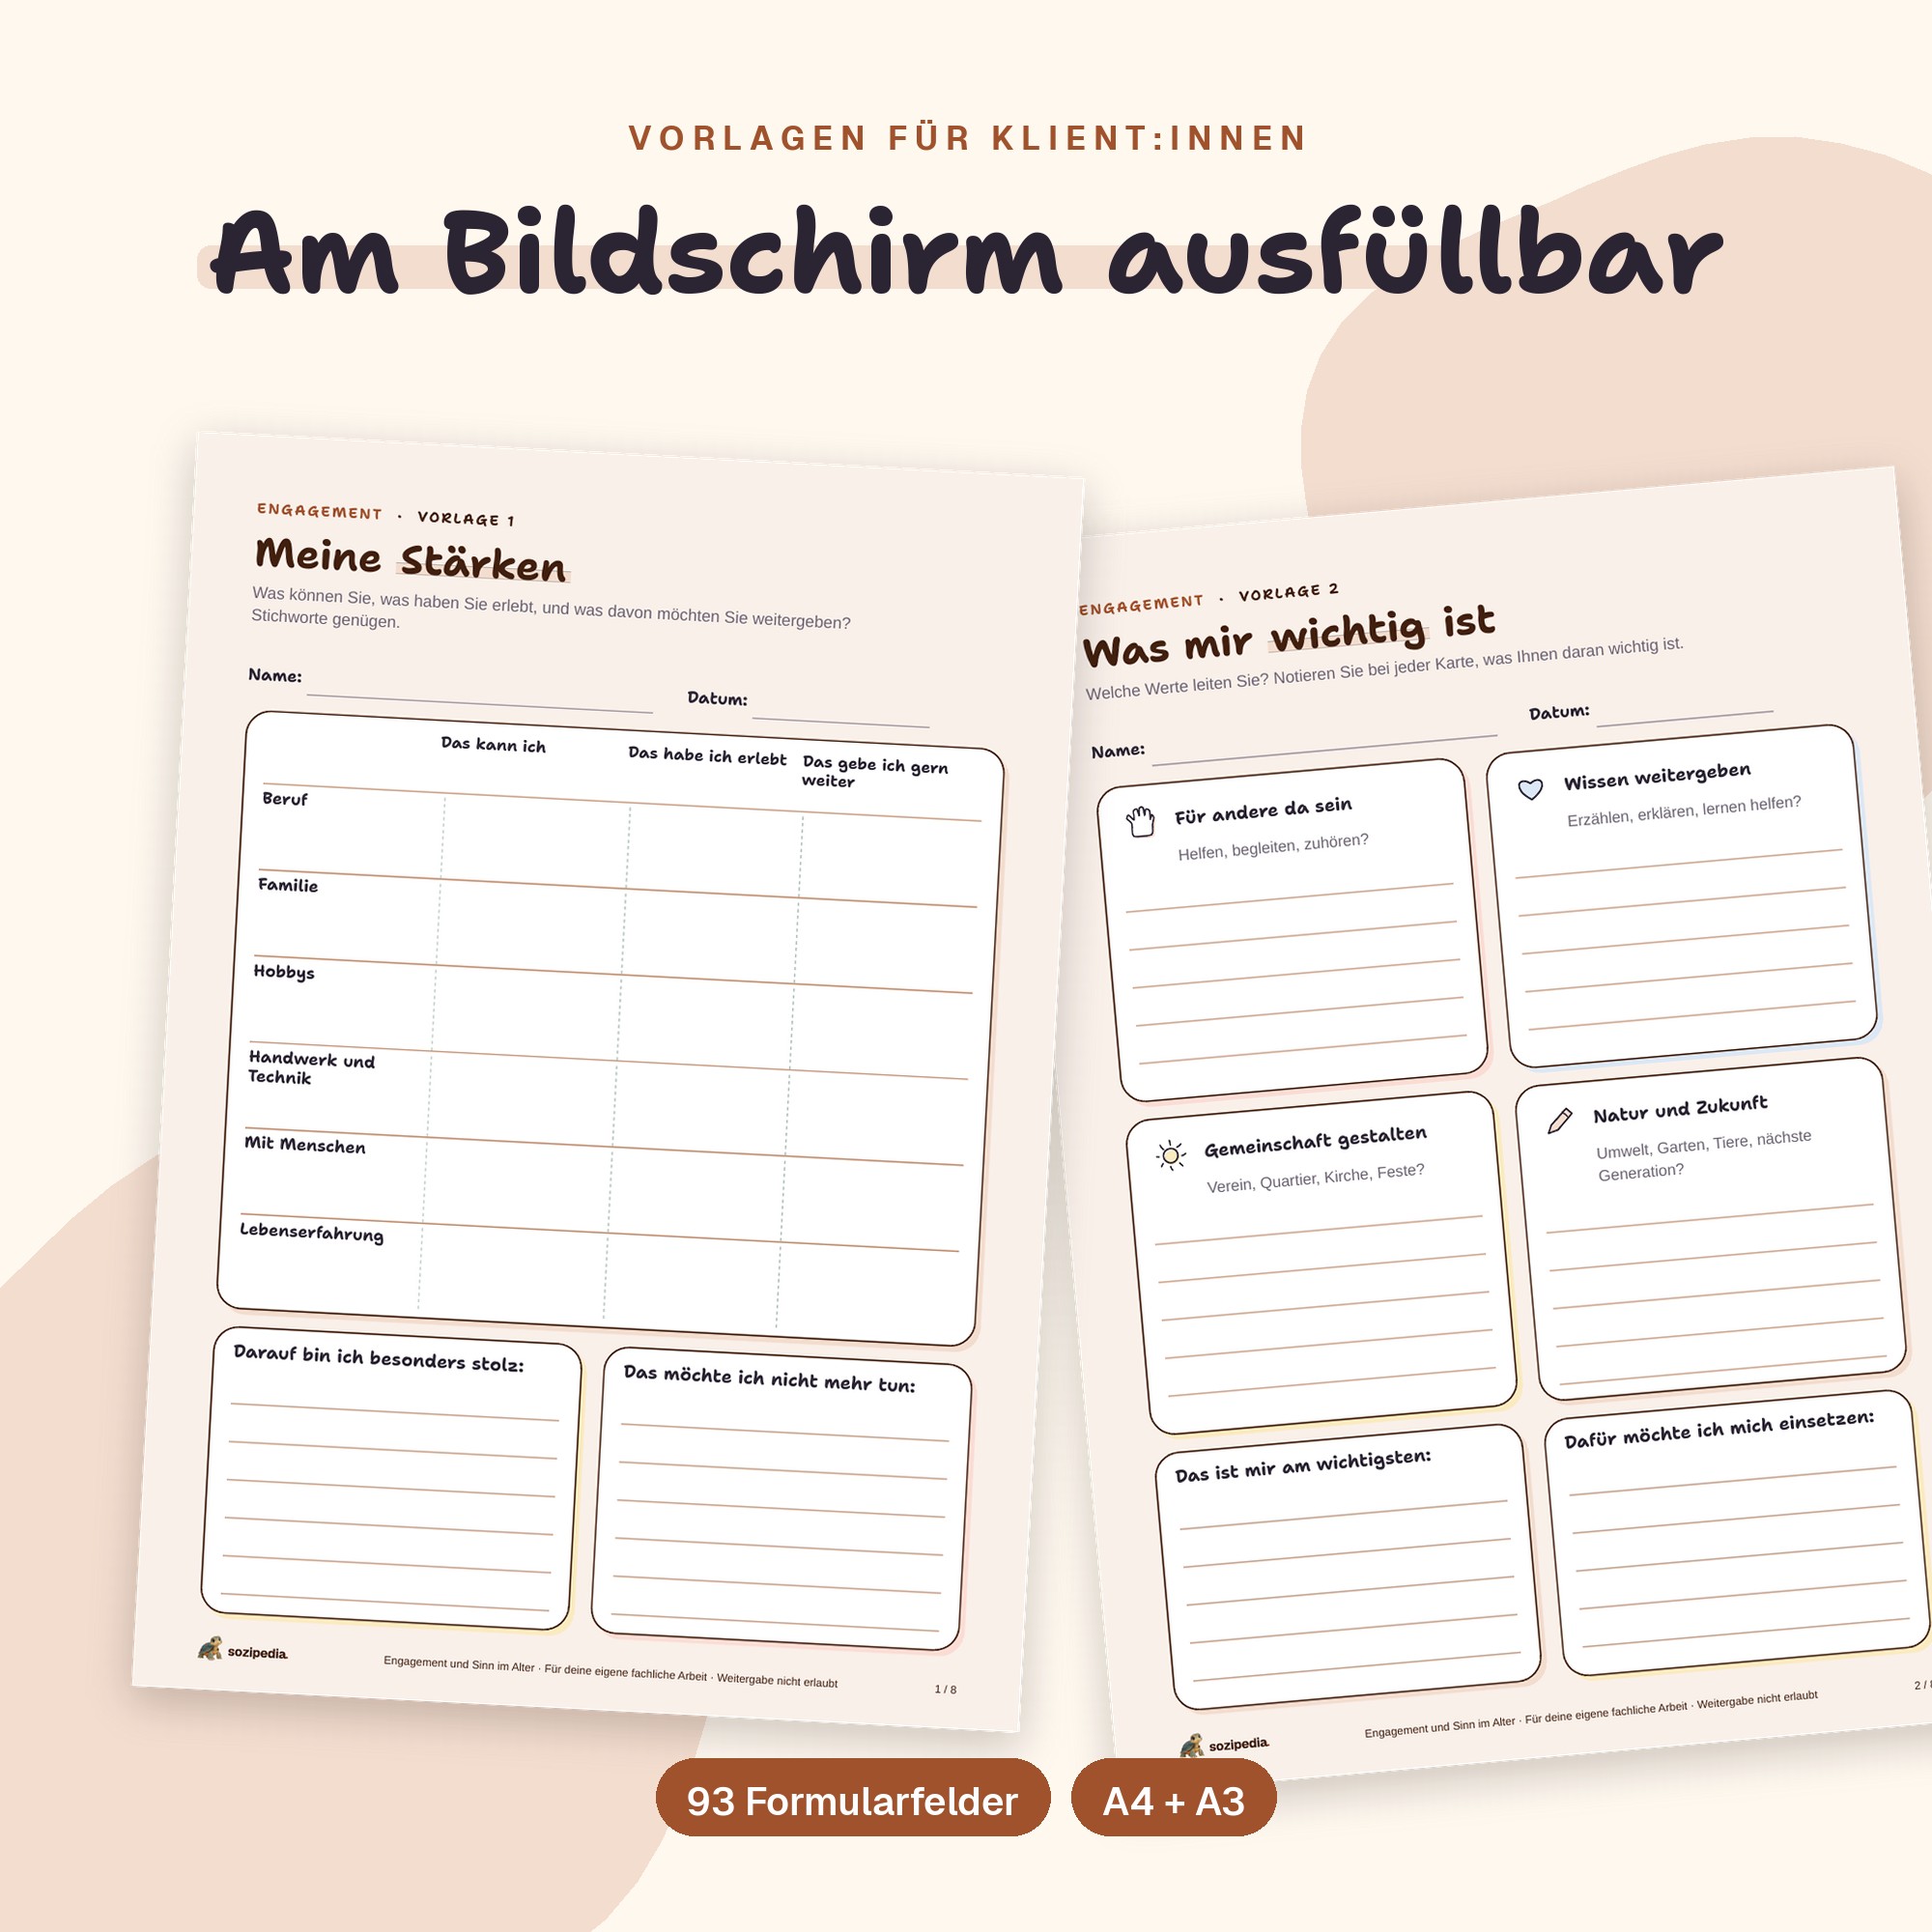 VORLAGEN FÜR KLIENT:INNEN
Am Bildschirm ausfüllbar
ENGAGEMENT · VORLAGE 1
Meine Stärken
Was können Sie, was haben Sie erlebt, und was davon möchten Sie weitergeben?
Stichworte genügen.
Name:
Datum:
Das kann ich
Das habe ich erlebt
Das gebe ich gern
weiter
Beruf
Familie
Hobbys
Handwerk und
Technik
Mit Menschen
Lebenserfahrung
Darauf bin ich besonders stolz:
Das möchte ich nicht mehr tun:
sozipedia.
Engagement und Sinn im Alter · Für deine eigene fachliche Arbeit · Weitergabe nicht erlaubt
1 / 8
ENGAGEMENT · VORLAGE 2
Was mir wichtig ist
Welche Werte leiten Sie? Notieren Sie bei jeder Karte, was Ihnen daran wichtig ist.
Name:
Datum:
Für andere da sein
Helfen, begleiten, zuhören?
Wissen weitergeben
Erzählen, erklären, lernen helfen?
Gemeinschaft gestalten
Verein, Quartier, Kirche, Feste?
Natur und Zukunft
Umwelt, Garten, Tiere, nächste
Generation?
Das ist mir am wichtigsten:
Dafür möchte ich mich einsetzen:
sozipedia.
Engagement und Sinn im Alter · Für deine eigene fachliche Arbeit · Weitergabe nicht erlaubt
2 / 8
93 Formularfelder
A4 + A3